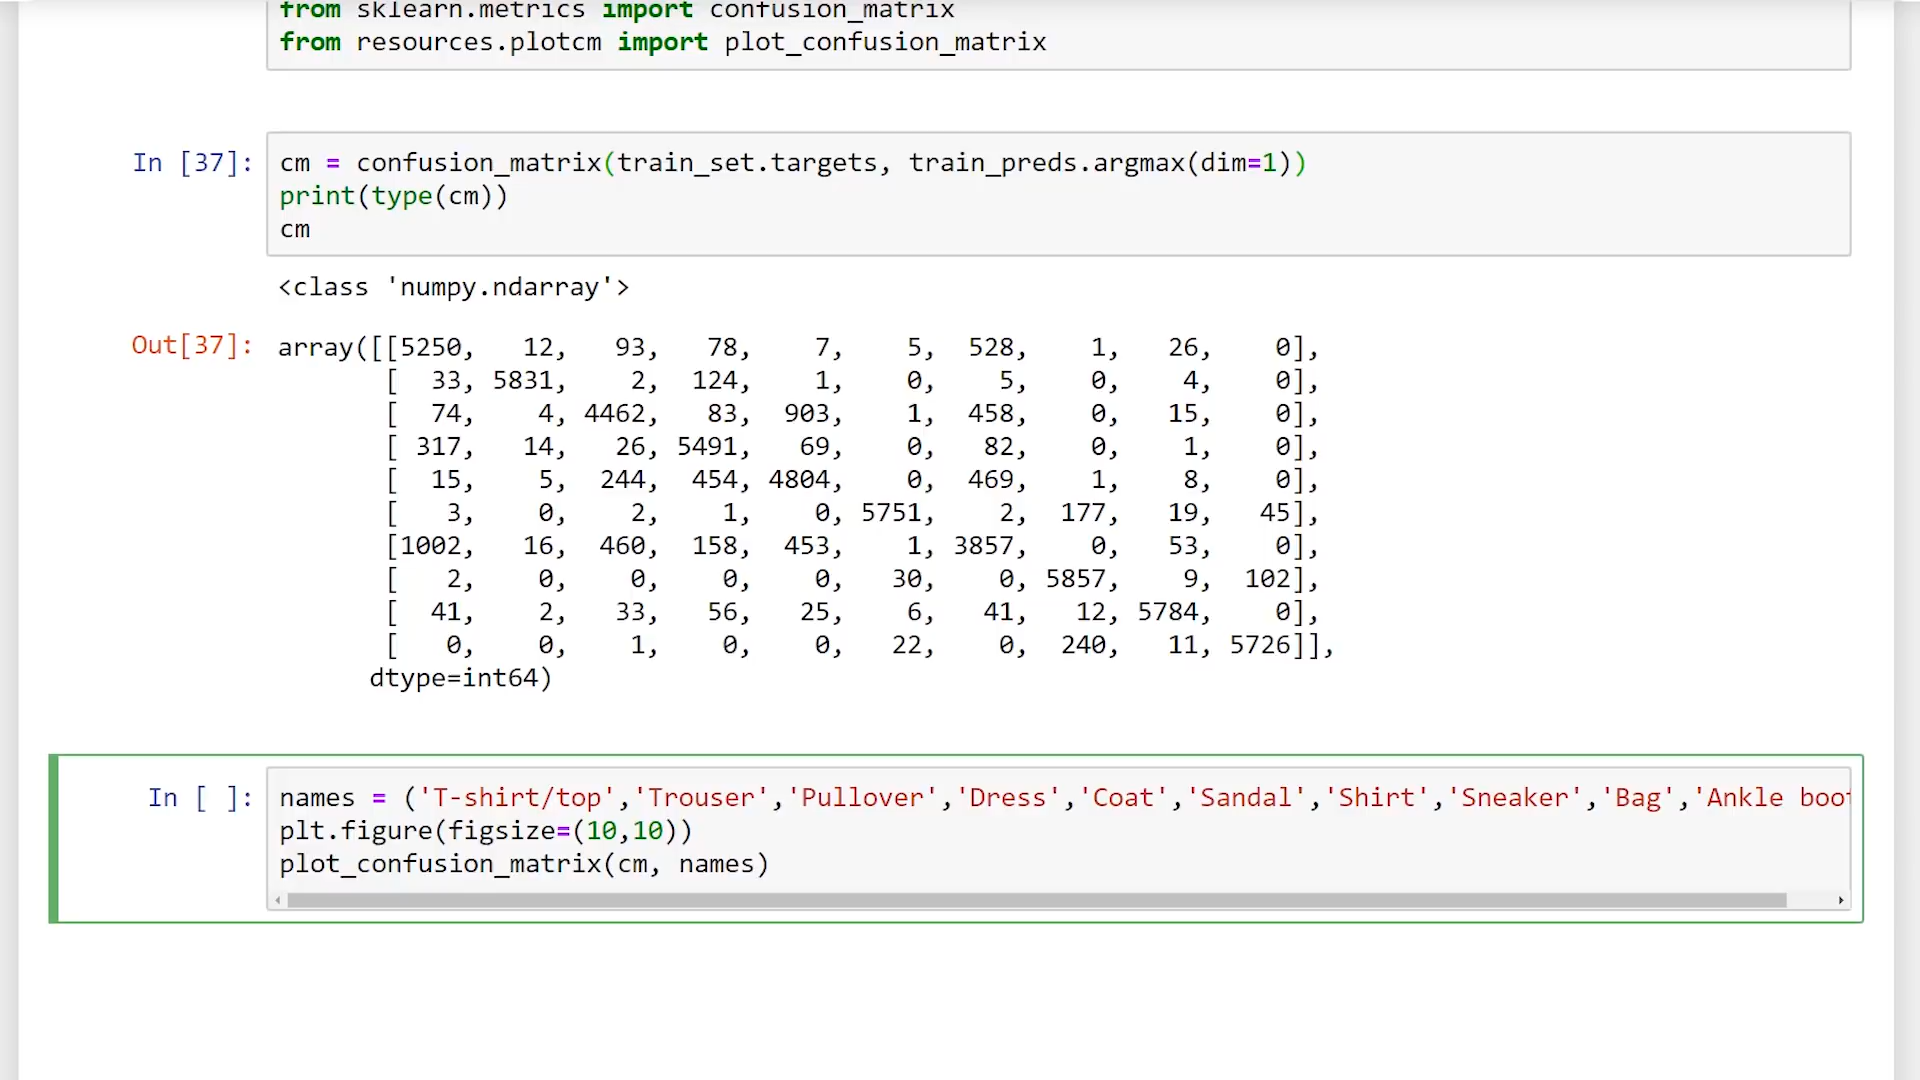 from sklearn.metrics import confusion_matrix
from resources.plotcm import plot_confusion_matrix
In [37]: cm = confusion_matrix(train_set.targets, train_preds.argmax(dim=1))
print(type(cm))
cm
<class 'numpy.ndarray'>
Out[37]: array([[5250, 12, 93, 78, 7, 5, 528, 1, 26, 0],
[ 33, 5831, 2, 124, 1, 0, 5, 0, 4, 0],
[ 74, 4, 4462, 83, 903, 1, 458, 0, 15, 0],
[ 317, 14, 26, 5491, 69, 0, 82, 0, 1, 0],
[ 15, 5, 244, 454, 4804, 0, 469, 1, 8, 0],
[ 3, 0, 2, 1, 0, 5751, 2, 177, 19, 45],
[1002, 16, 460, 158, 453, 1, 3857, 0, 53, 0],
[ 2, 0, 0, 0, 0, 30, 0, 5857, 9, 102],
[ 41, 2, 33, 56, 25, 6, 41, 12, 5784, 0],
[ 0, 0, 1, 0, 0, 22, 0, 240, 11, 5726]],
dtype=int64)
In [ ]: names = ('T-shirt/top','Trouser','Pullover','Dress','Coat','Sandal','Shirt','Sneaker','Bag','Ankle boot
plt.figure(figsize=(10,10))
plot_confusion_matrix(cm, names)